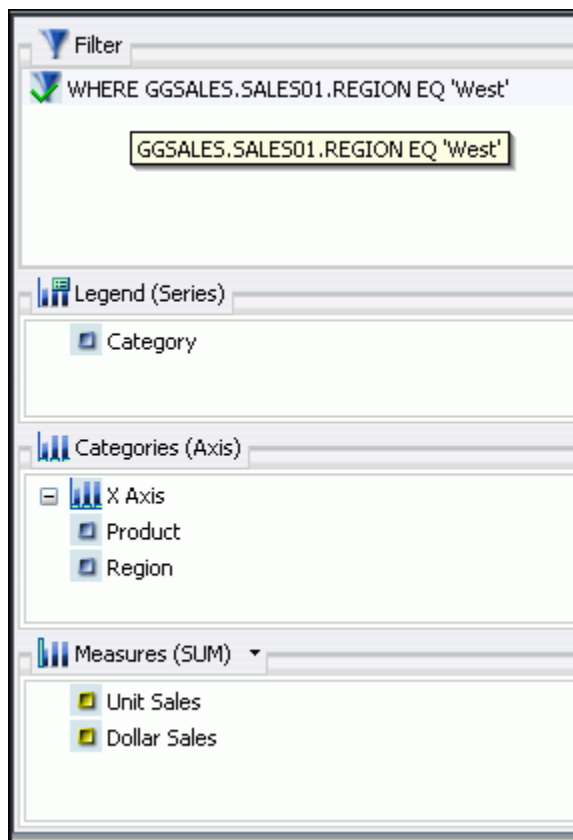 Filter
WHERE GGSALES.SALES01.REGION EQ 'West'
GGSALES.SALES01.REGION EQ 'West'
Legend (Series)
Category
Categories (Axis)
X Axis
Product
Region
Measures (SUM)
Unit Sales
Dollar Sales